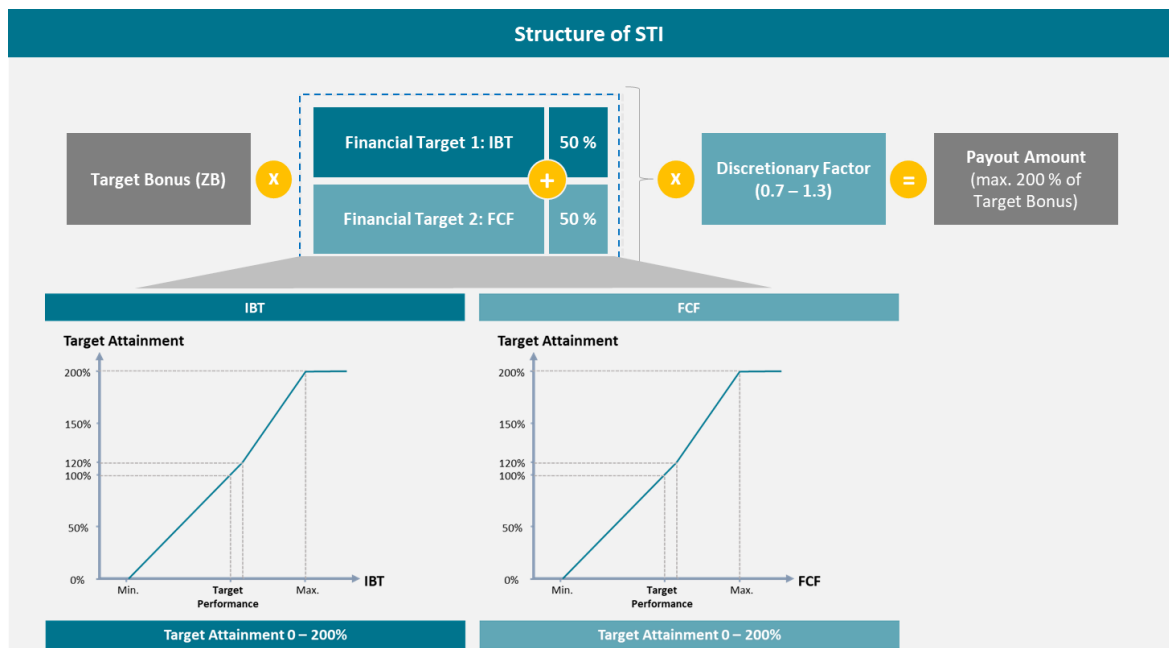 Structure of STI
Target Bonus (ZB)
x
Financial Target 1: IBT
50 %
+
Financial Target 2: FCF
50 %
x
Discretionary Factor
(0.7 – 1.3)
=
Payout Amount
(max. 200 % of
Target Bonus)
IBT
Target Attainment
200%
150%
120%
100%
50%
0%
Min.
Target
Performance
Max.
IBT
Target Attainment 0 – 200%
FCF
Target Attainment
200%
150%
120%
100%
50%
0%
Min.
Target
Performance
Max.
FCF
Target Attainment 0 – 200%